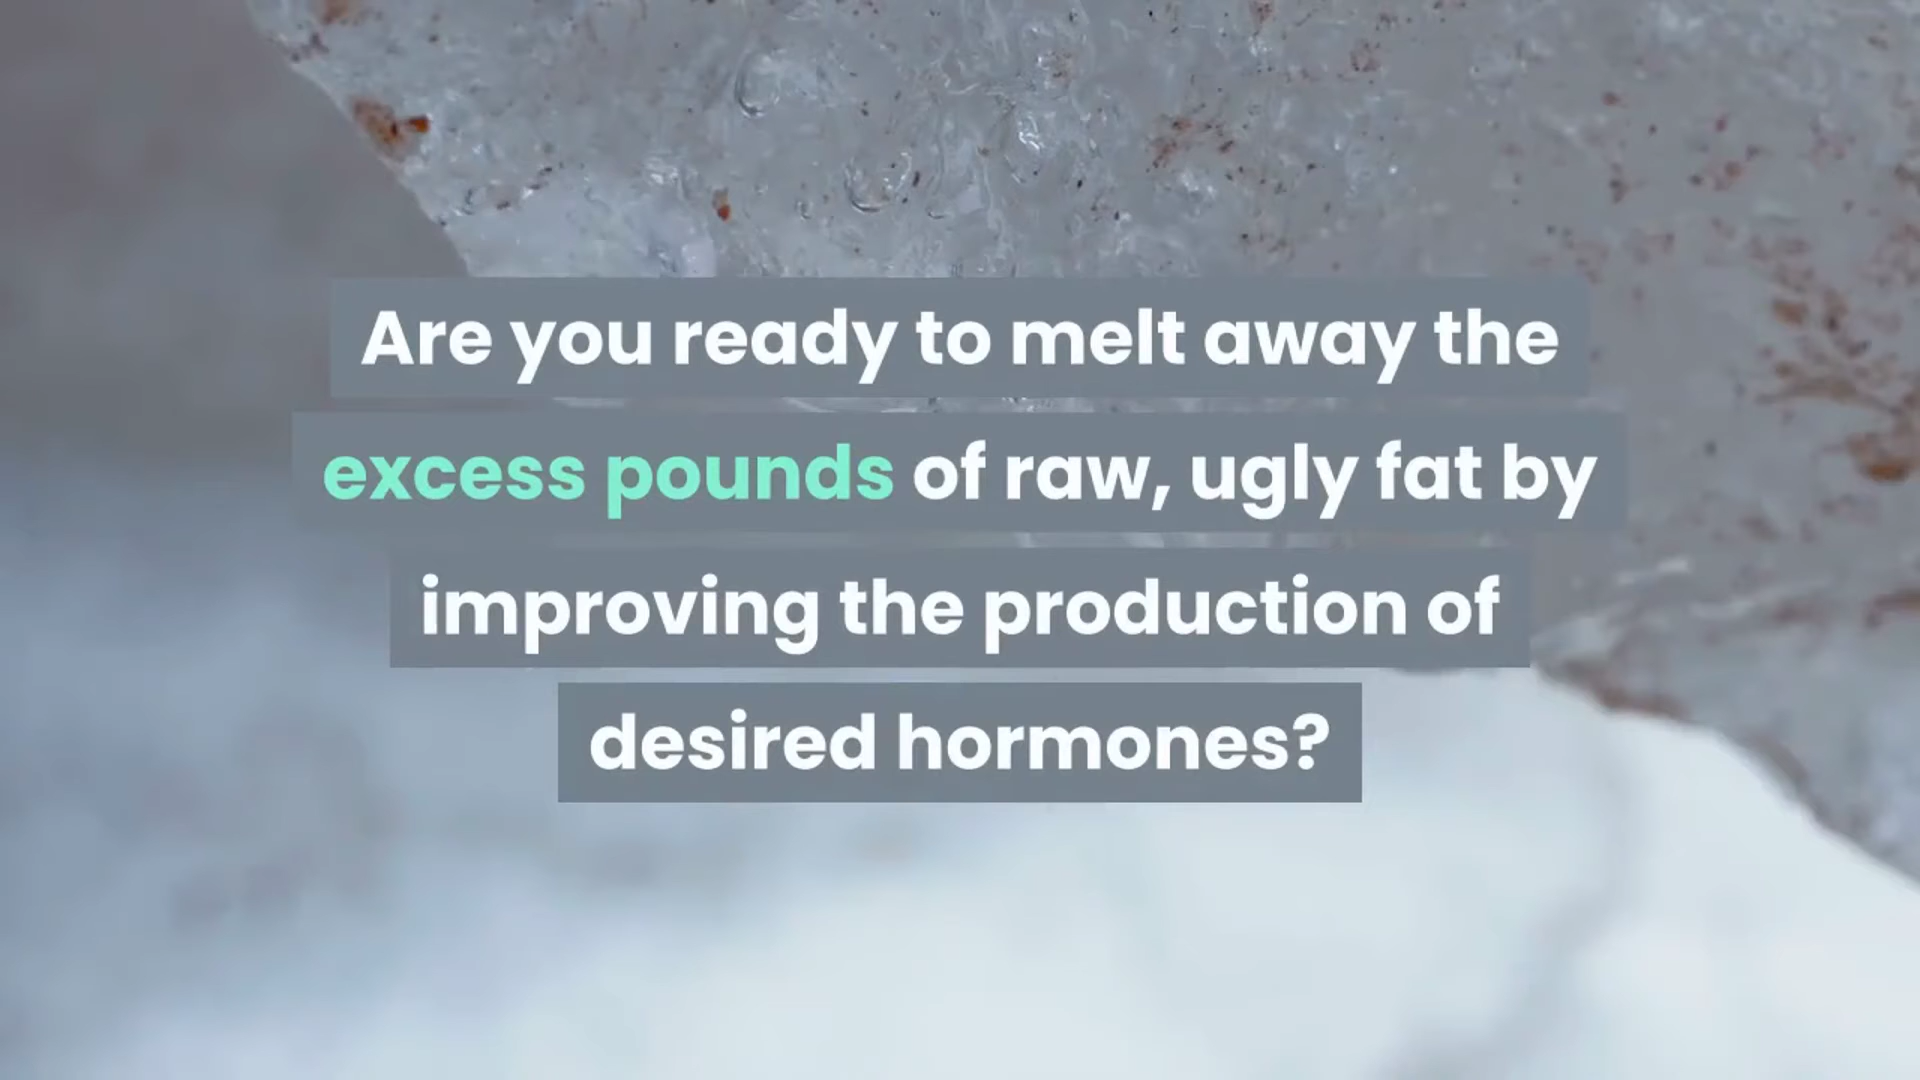 Are you ready to melt away the
excess pounds of raw, ugly fat by
improving the production of
desired hormones?